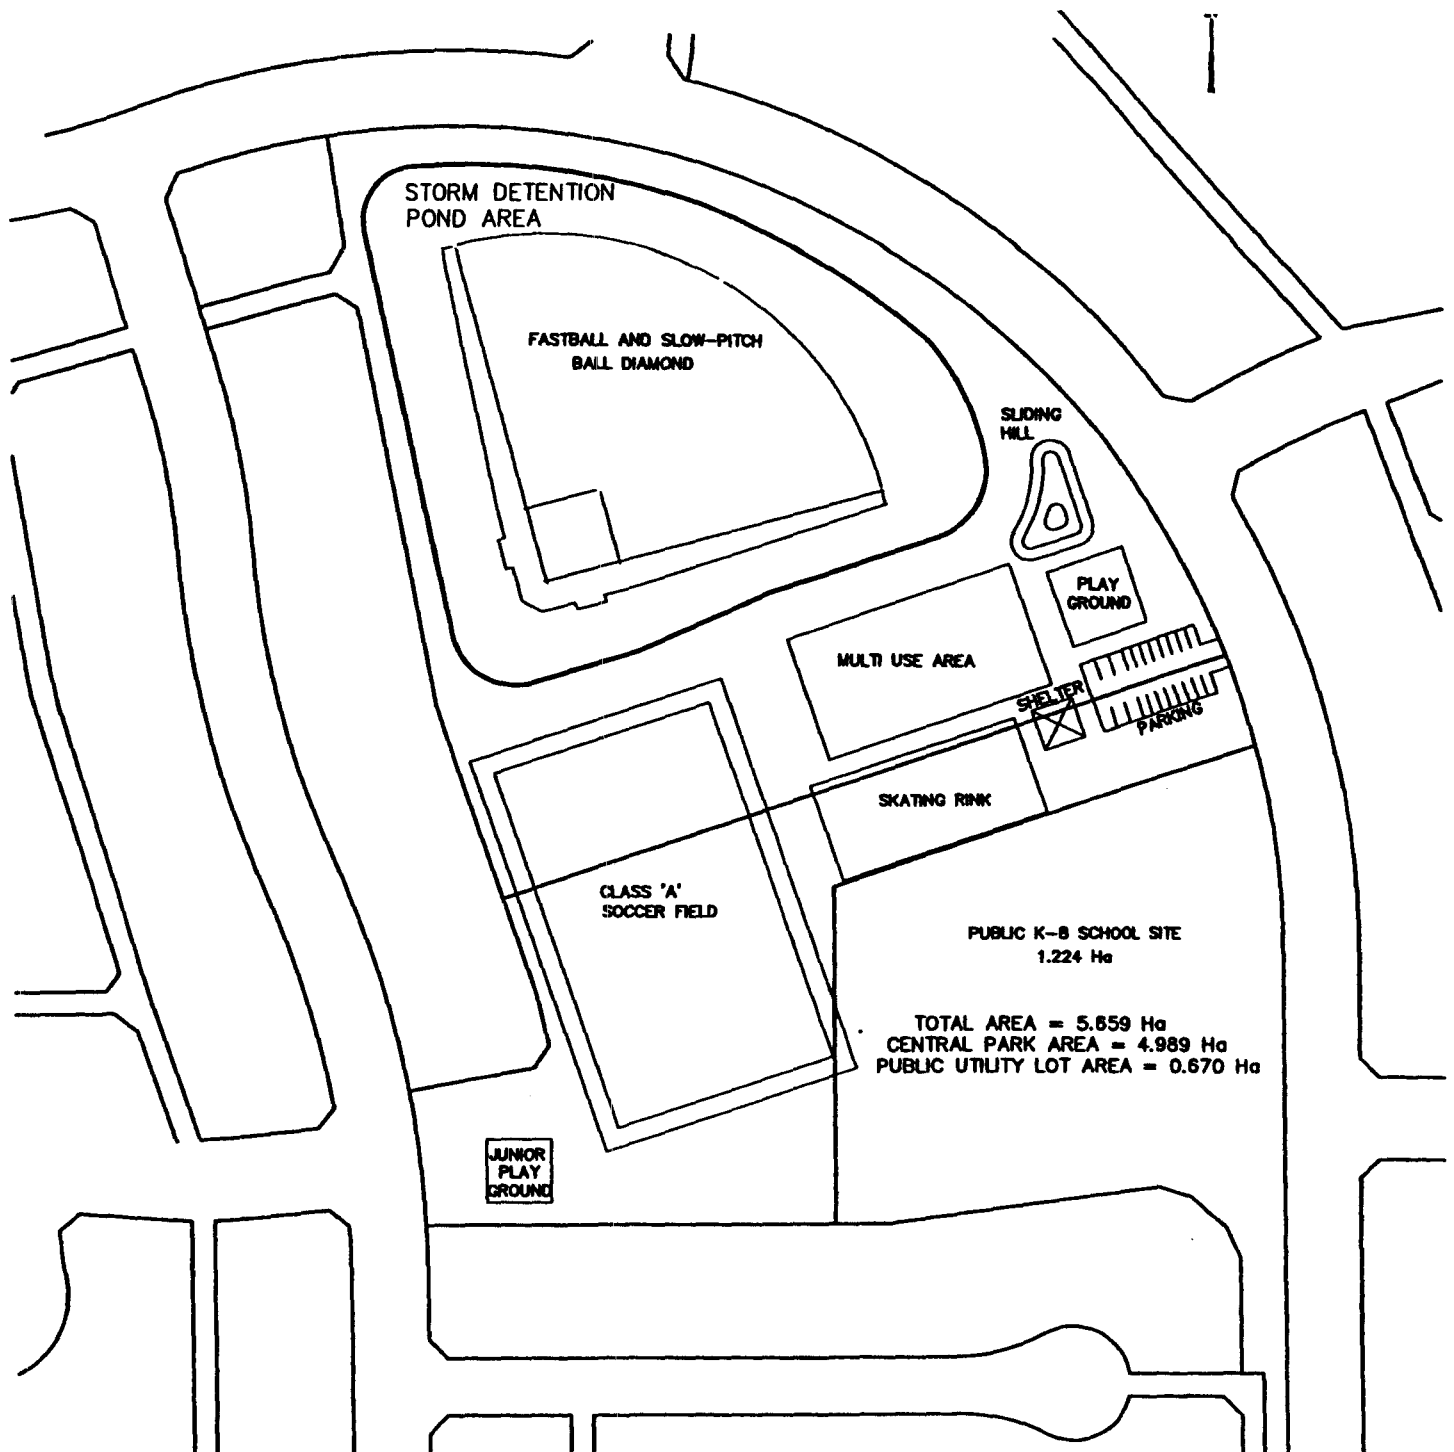 STORM DETENTION
POND AREA
FASTBALL AND SLOW-PITCH
BALL DIAMOND
SLIDING
HILL
PLAY
GROUND
MULTI USE AREA
SHELTER
PARKING
SKATING RINK
CLASS 'A'
SOCCER FIELD
PUBLIC K-8 SCHOOL SITE
1.224 Ha
TOTAL AREA = 5.659 Ha
CENTRAL PARK AREA = 4.989 Ha
PUBLIC UTILITY LOT AREA = 0.670 Ha
JUNIOR
PLAY
GROUND